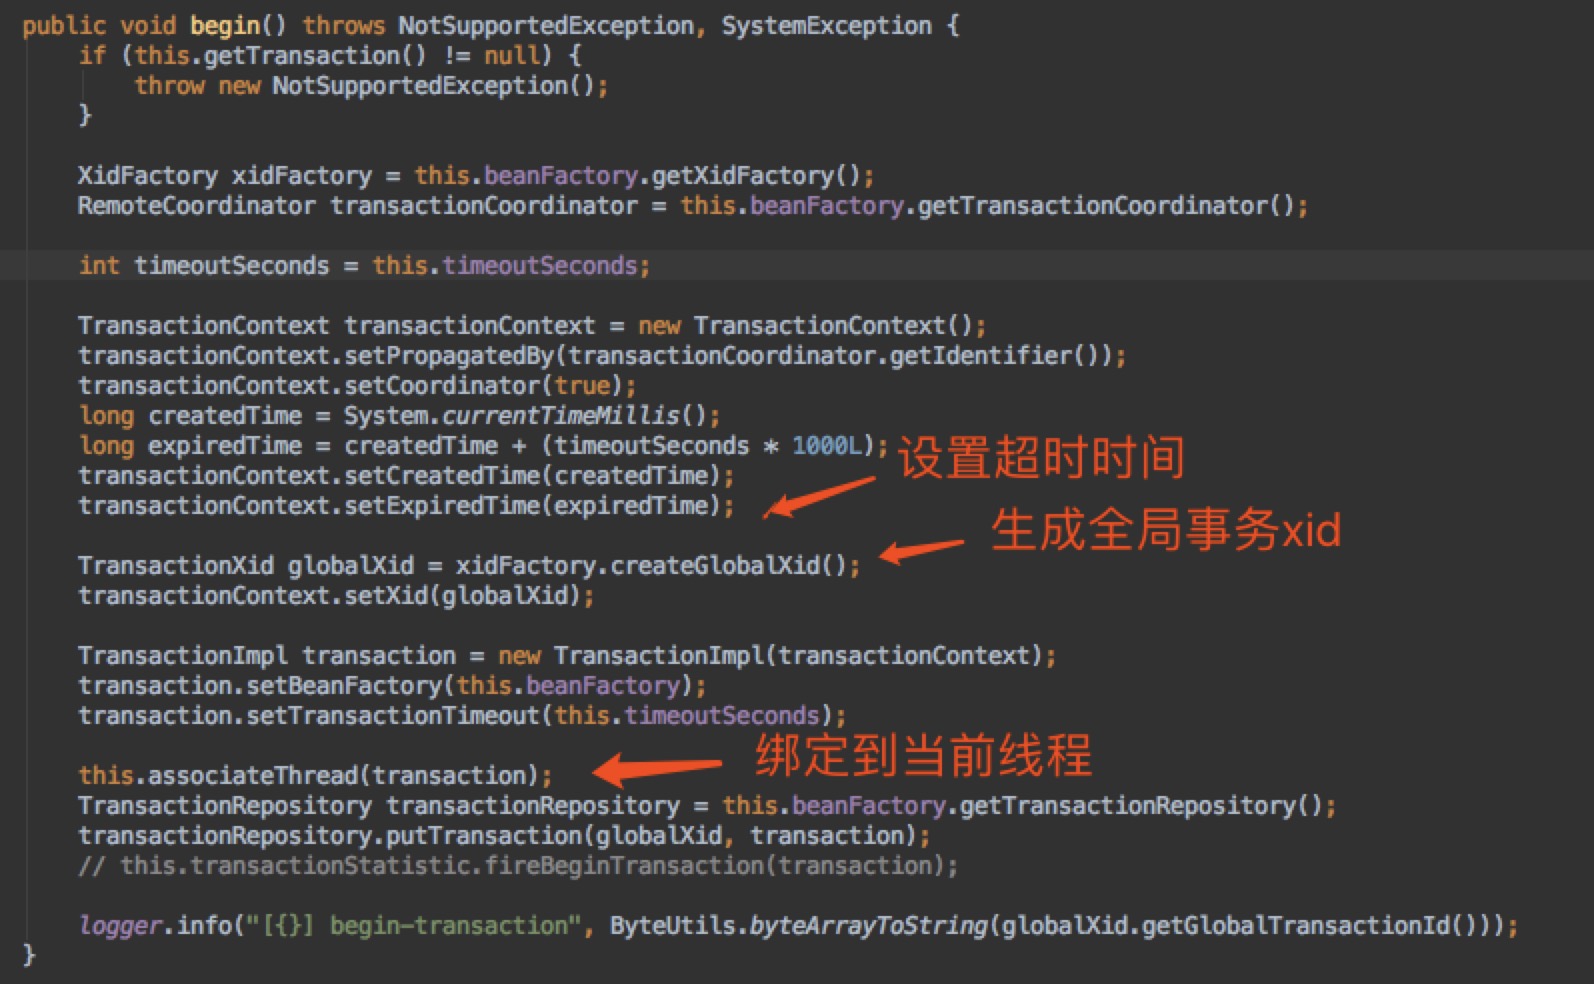 public void begin() throws NotSupportedException, SystemException {
if (this.getTransaction() != null) {
throw new NotSupportedException();
}
XidFactory xidFactory = this.beanFactory.getXidFactory();
RemoteCoordinator transactionCoordinator = this.beanFactory.getTransactionCoordinator();
int timeoutSeconds = this.timeoutSeconds;
TransactionContext transactionContext = new TransactionContext();
transactionContext.setPropagatedBy(transactionCoordinator.getIdentifier());
transactionContext.setCoordinator(true);
long createdTime = System.currentTimeMillis();
long expiredTime = createdTime + (timeoutSeconds * 1000L);
设置超时时间
transactionContext.setCreatedTime(createdTime);
transactionContext.setExpiredTime(expiredTime);
生成全局事务xid
TransactionXid globalXid = xidFactory.createGlobalXid();
transactionContext.setXid(globalXid);
TransactionImpl transaction = new TransactionImpl(transactionContext);
transaction.setBeanFactory(this.beanFactory);
transaction.setTransactionTimeout(this.timeoutSeconds);
绑定到当前线程
this.associateThread(transaction);
TransactionRepository transactionRepository = this.beanFactory.getTransactionRepository();
transactionRepository.putTransaction(globalXid, transaction);
// this.transactionStatistic.fireBeginTransaction(transaction);
logger.info("[{}] begin-transaction", ByteUtils.byteArrayToString(globalXid.getGlobalTransactionId()));
}